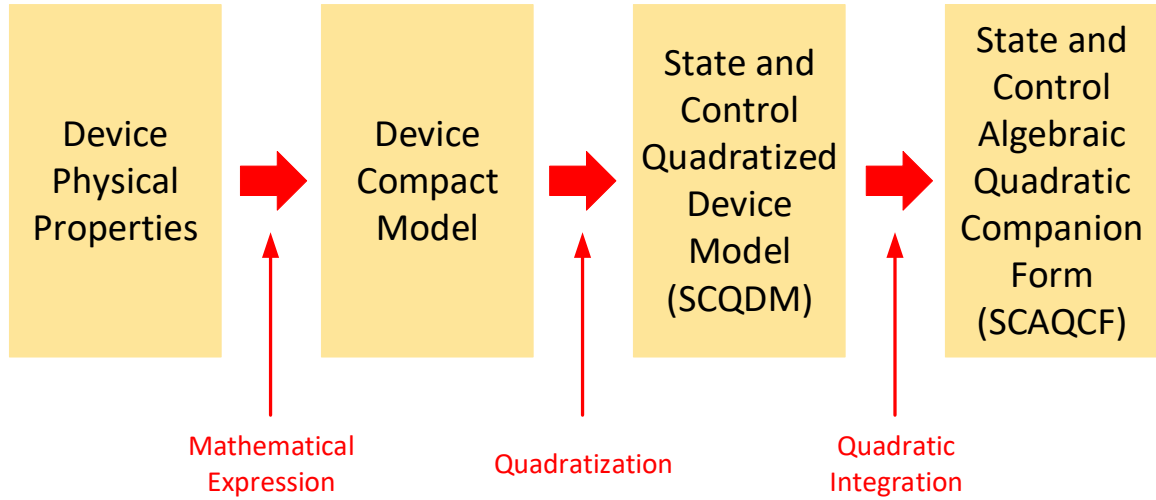 Device
Physical
Properties
Device
Compact
Model
State and
Control
Quadratized
Device
Model
(SCQDM)
State and
Control
Algebraic
Quadratic
Companion
Form
(SCAQCF)
Mathematical
Expression
Quadratization
Quadratic
Integration